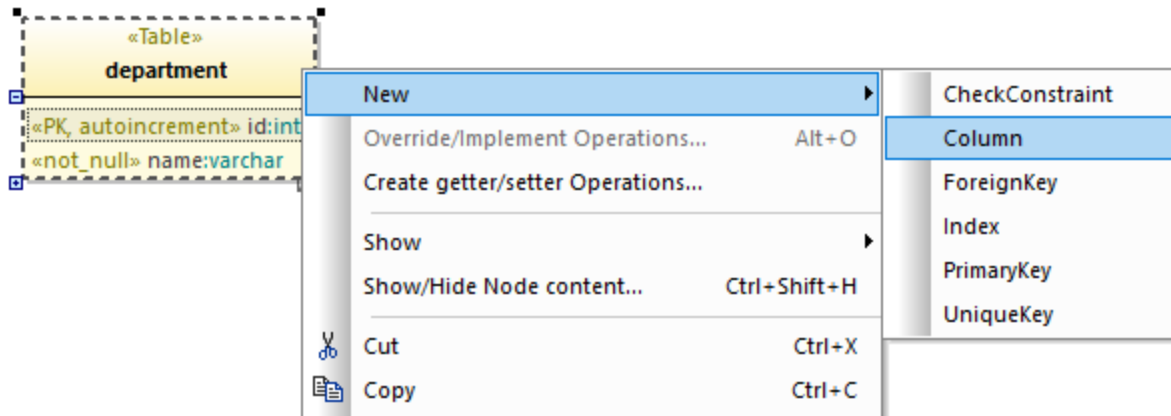 «Table»
department
«PK, autoincrement» id:int
«not_null» name:varchar
New
Override/Implement Operations... Alt+O
Create getter/setter Operations...
Show
Show/Hide Node content... Ctrl+Shift+H
Cut Ctrl+X
Copy Ctrl+C
CheckConstraint
Column
ForeignKey
Index
PrimaryKey
UniqueKey